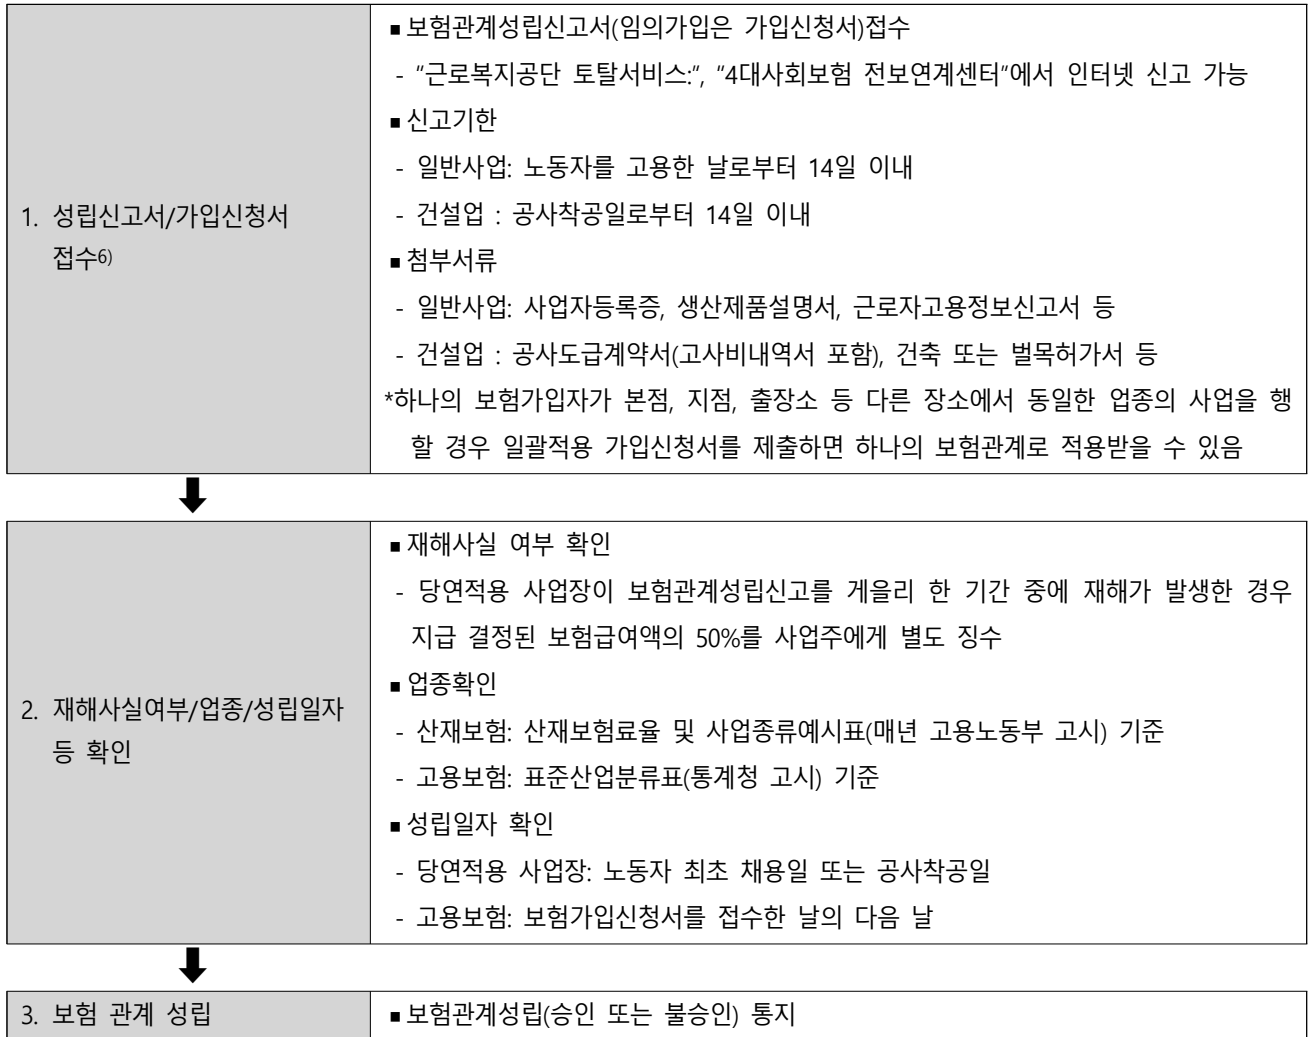 1. 성립신고서/가입신청서
접수6)
■ 보험관계성립신고서(임의가입은 가입신청서)접수
- “근로복지공단 토탈서비스:”, “4대사회보험 전보연계센터”에서 인터넷 신고 가능
■ 신고기한
- 일반사업: 노동자를 고용한 날로부터 14일 이내
- 건설업 : 공사착공일로부터 14일 이내
■ 첨부서류
- 일반사업: 사업자등록증, 생산제품설명서, 근로자고용정보신고서 등
- 건설업 : 공사도급계약서(고사비내역서 포함), 건축 또는 벌목허가서 등
*하나의 보험가입자가 본점, 지점, 출장소 등 다른 장소에서 동일한 업종의 사업을 행
할 경우 일괄적용 가입신청서를 제출하면 하나의 보험관계로 적용받을 수 있음
2. 재해사실여부/업종/성립일자
등 확인
■ 재해사실 여부 확인
- 당연적용 사업장이 보험관계성립신고를 게을리 한 기간 중에 재해가 발생한 경우
지급 결정된 보험급여액의 50%를 사업주에게 별도 징수
■ 업종확인
- 산재보험: 산재보험료율 및 사업종류예시표(매년 고용노동부 고시) 기준
- 고용보험: 표준산업분류표(통계청 고시) 기준
■ 성립일자 확인
- 당연적용 사업장: 노동자 최초 채용일 또는 공사착공일
- 고용보험: 보험가입신청서를 접수한 날의 다음 날
3. 보험 관계 성립
■ 보험관계성립(승인 또는 불승인) 통지